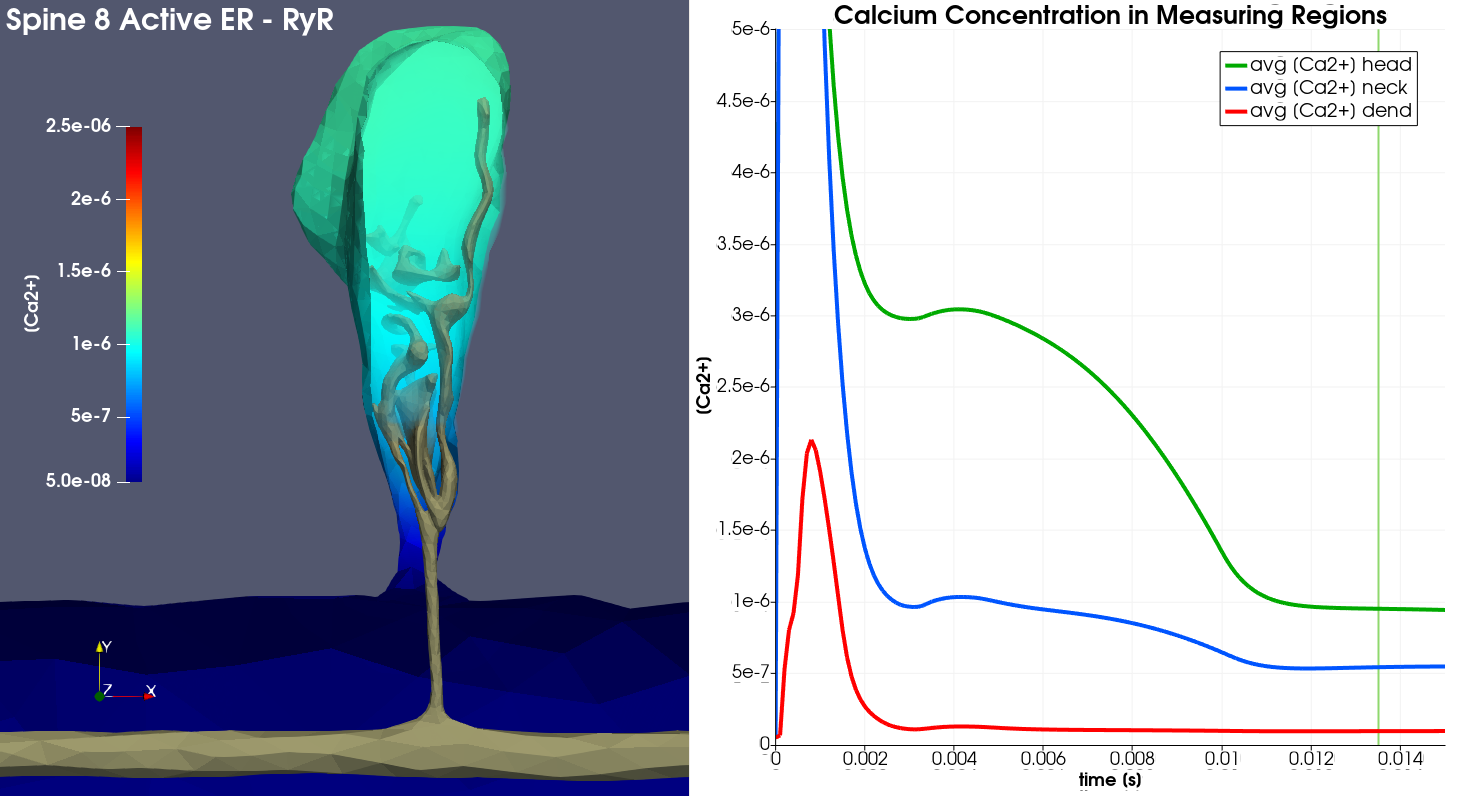 Spine 8 Active ER - RyR
2.5e-06
2e-6
1.5e-6
1e-6
5e-7
5.0e-08
(Ca2+)
Y
Z
X
Calcium Concentration in Measuring Regions
avg (Ca2+) head
avg (Ca2+) neck
avg (Ca2+) dend
5e-6
4.5e-6
4e-6
3.5e-6
3e-6
2.5e-6
2e-6
1.5e-6
1e-6
5e-7
0
(Ca2+)
0 0.002 0.004 0.006 0.008 0.01 0.012 0.014
time (s)